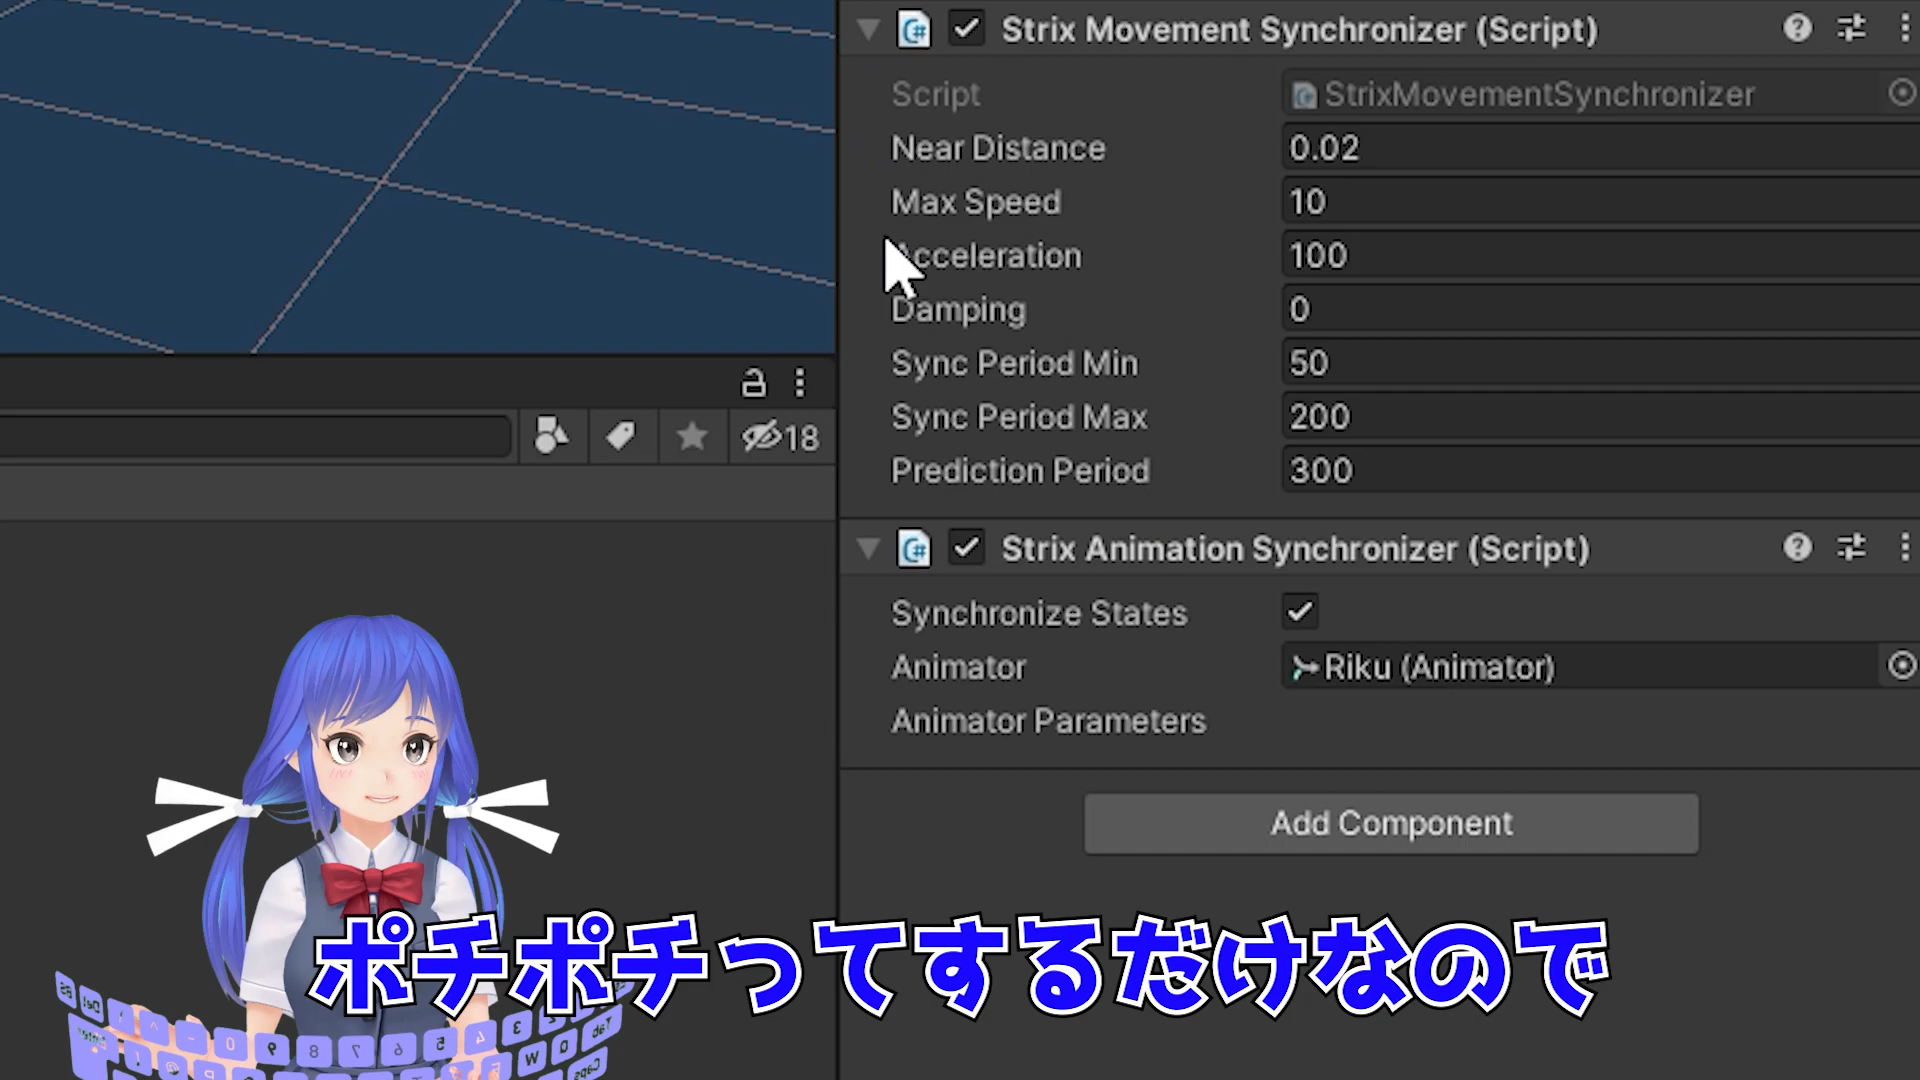 Strix Movement Synchronizer (Script)
Script StrixMovementSynchronizer
Near Distance 0.02
Max Speed 10
Acceleration 100
Damping 0
Sync Period Min 50
Sync Period Max 200
Prediction Period 300
18
Strix Animation Synchronizer (Script)
Synchronize States
Animator Riku (Animator)
Animator Parameters
Add Component
ポチポチってするだけなので